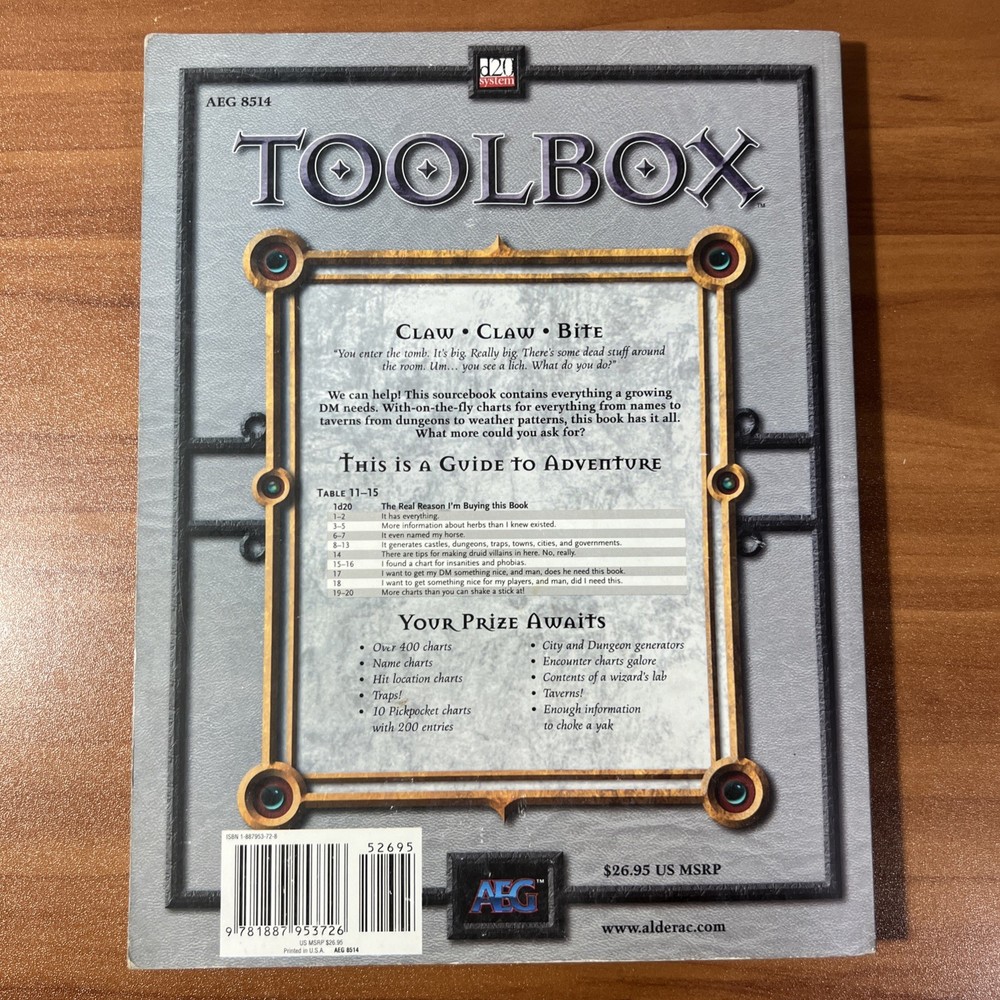 d20
system
AEG 8514
TOOLBOX™
CLAW • CLAW • BITE
"You enter the tomb. It's big. Really big. There's some dead stuff around
the room. Um... you see a lich. What do you do?"
We can help! This sourcebook contains everything a growing
DM needs. With-on-the-fly charts for everything from names to
taverns from dungeons to weather patterns, this book has it all.
What more could you ask for?
THIS IS A GUIDE TO ADVENTURE
TABLE 11–15
1d20 The Real Reason I'm Buying this Book
1–2 It has everything.
3–5 More information about herbs than I knew existed.
6–7 It even named my horse.
8–13 It generates castles, dungeons, traps, towns, cities, and governments.
14 There are tips for making druid villains in here. No, really.
15–16 I found a chart for insanities and phobias.
17 I want to get my DM something nice, and man, does he need this book.
18 I want to get something nice for my players, and man, did I need this.
19–20 More charts than you can shake a stick at!
YOUR PRIZE AWAITS
• Over 400 charts
• Name charts
• Hit location charts
• Traps!
• 10 Pickpocket charts
with 200 entries
• City and Dungeon generators
• Encounter charts galore
• Contents of a wizard's lab
• Taverns!
• Enough information
to choke a yak
ISBN 1-887953-72-8
52695
9 781887 953726
US MSRP $26.95
Printed in U.S.A. AEG 8514
AEG™
$26.95 US MSRP
www.alderac.com